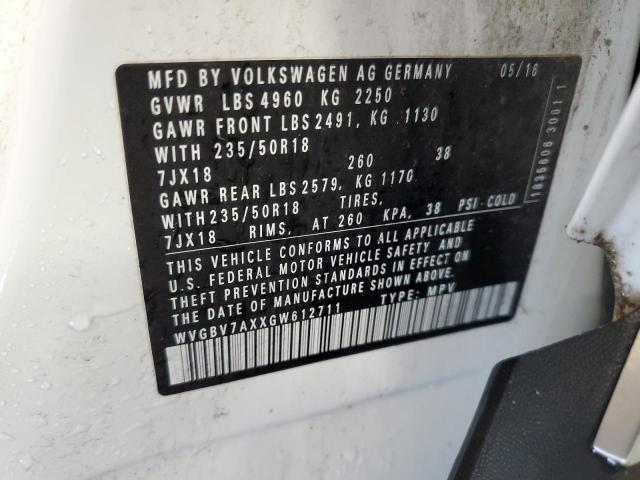 MFD BY VOLKSWAGEN AG GERMANY 05/16
GVWR LBS 4960 KG 2250
GAWR FRONT LBS 2491, KG 1130
WITH 235/50R18
7JX18 260 38
GAWR REAR LBS 2579, KG 1170
WITH 235/50R18 TIRES,
7JX18 RIMS, AT 260 KPA, 38 PSI COLD
THIS VEHICLE CONFORMS TO ALL APPLICABLE
U.S. FEDERAL MOTOR VEHICLE SAFETY AND
THEFT PREVENTION STANDARDS IN EFFECT ON
THE DATE OF MANUFACTURE SHOWN ABOVE.
WVGBV7AXXGW612711 TYPE: MPV
1835606 3061 1